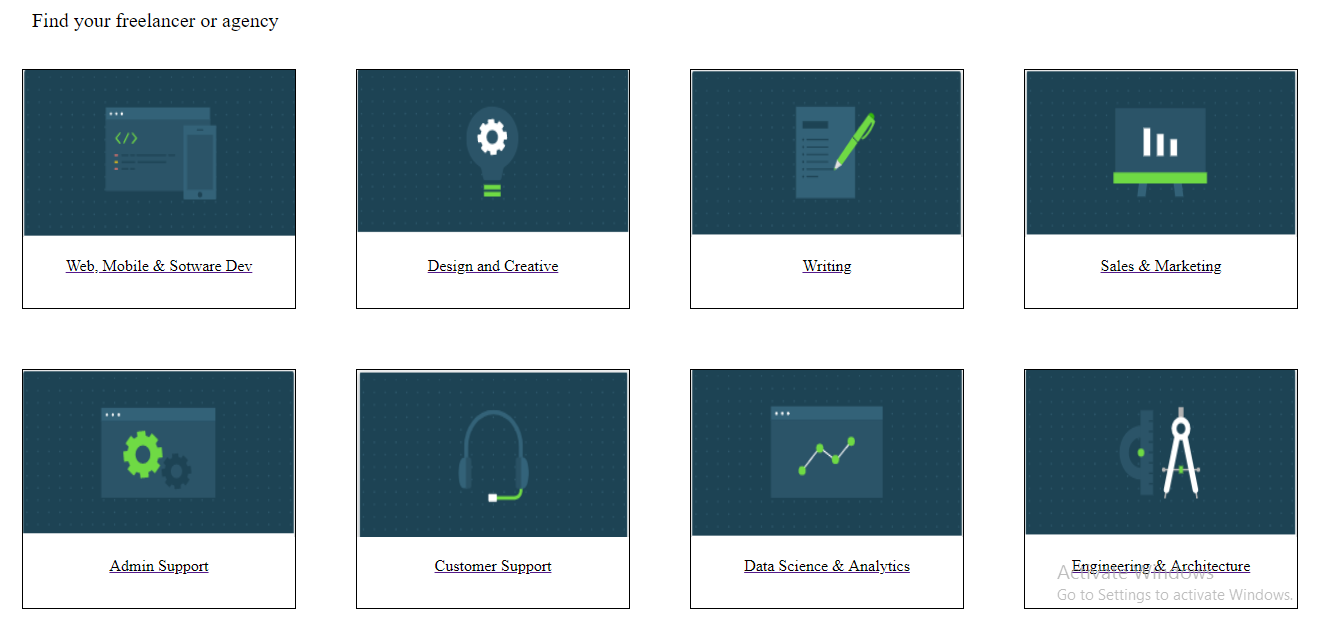 Find your freelancer or agency
</>
Web, Mobile & Sotware Dev
Design and Creative
Writing
Sales & Marketing
Admin Support
Customer Support
Data Science & Analytics
Engineering & Architecture
Activate Windows
Go to Settings to activate Windows.